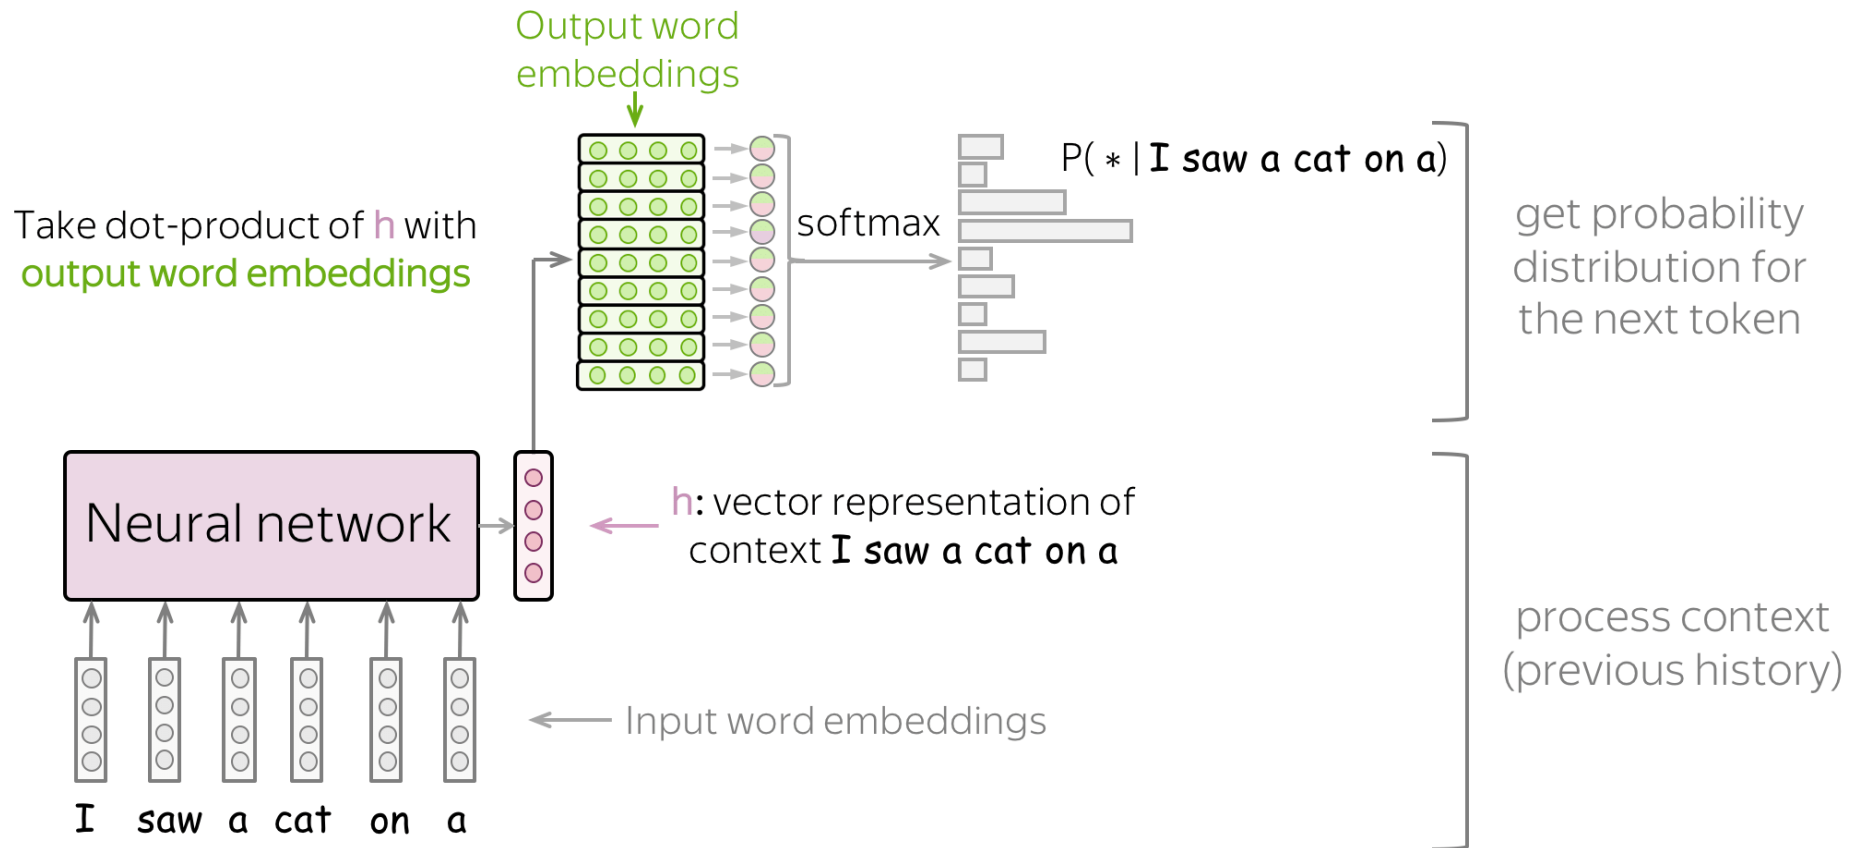 Output word
embeddings
Take dot-product of h with
output word embeddings
softmax
P( * | I saw a cat on a)
get probability
distribution for
the next token
Neural network
h: vector representation of
context I saw a cat on a
process context
(previous history)
Input word embeddings
I saw a cat on a